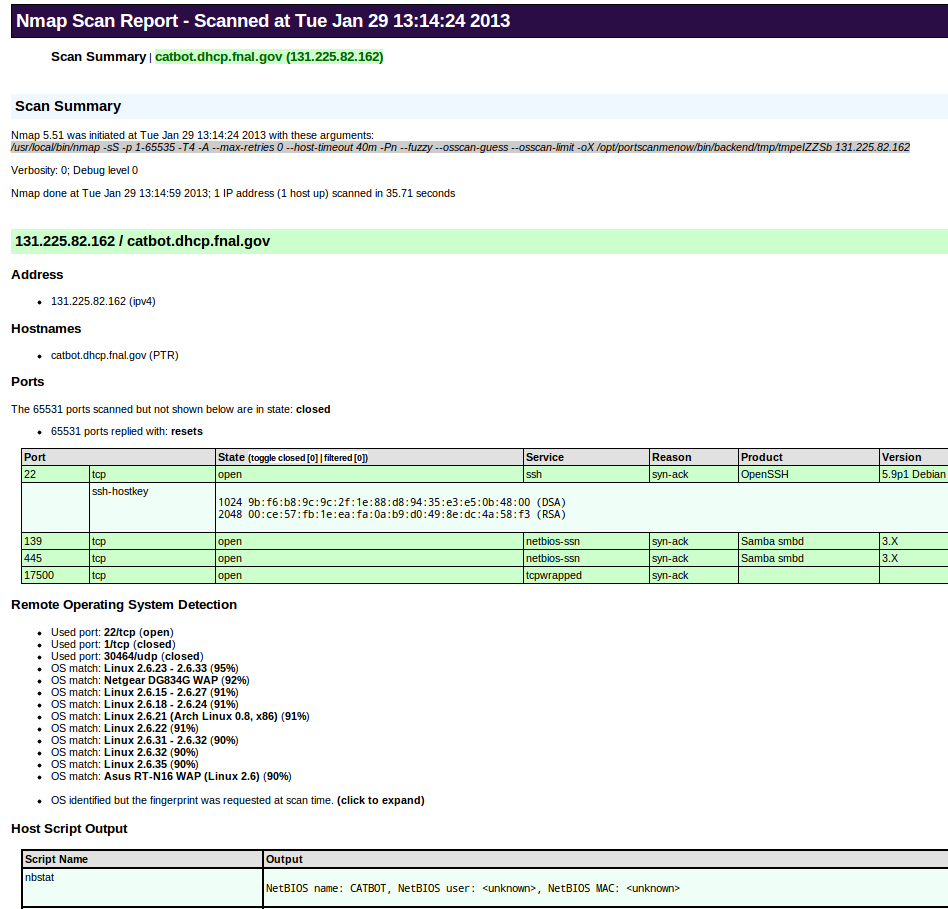 Nmap Scan Report - Scanned at Tue Jan 29 13:14:24 2013
Scan Summary | catbot.dhcp.fnal.gov (131.225.82.162)
Scan Summary
Nmap 5.51 was initiated at Tue Jan 29 13:14:24 2013 with these arguments:
/usr/local/bin/nmap -sS -p 1-65535 -T4 -A --max-retries 0 --host-timeout 40m -Pn --fuzzy --osscan-guess --osscan-limit -oX /opt/portscanmenow/bin/backend/tmp/tmpeIZZSb 131.225.82.162
Verbosity: 0; Debug level 0
Nmap done at Tue Jan 29 13:14:59 2013; 1 IP address (1 host up) scanned in 35.71 seconds
131.225.82.162 / catbot.dhcp.fnal.gov
Address
• 131.225.82.162 (ipv4)
Hostnames
• catbot.dhcp.fnal.gov (PTR)
Ports
The 65531 ports scanned but not shown below are in state: closed
• 65531 ports replied with: resets
Port State (toggle closed [0] | filtered [0]) Service Reason Product Version
22 tcp open ssh syn-ack OpenSSH 5.9p1 Debian
ssh-hostkey
1024 9b:f6:b8:9c:9c:2f:1e:88:d8:94:35:e3:e5:0b:48:00 (DSA)
2048 00:ce:57:fb:1e:ea:fa:0a:b9:d0:49:8e:dc:4a:58:f3 (RSA)
139 tcp open netbios-ssn syn-ack Samba smbd 3.X
445 tcp open netbios-ssn syn-ack Samba smbd 3.X
17500 tcp open tcpwrapped syn-ack
Remote Operating System Detection
• Used port: 22/tcp (open)
• Used port: 1/tcp (closed)
• Used port: 30464/udp (closed)
• OS match: Linux 2.6.23 - 2.6.33 (95%)
• OS match: Netgear DG834G WAP (92%)
• OS match: Linux 2.6.15 - 2.6.27 (91%)
• OS match: Linux 2.6.18 - 2.6.24 (91%)
• OS match: Linux 2.6.21 (Arch Linux 0.8, x86) (91%)
• OS match: Linux 2.6.22 (91%)
• OS match: Linux 2.6.31 - 2.6.32 (90%)
• OS match: Linux 2.6.32 (90%)
• OS match: Linux 2.6.35 (90%)
• OS match: Asus RT-N16 WAP (Linux 2.6) (90%)
• OS identified but the fingerprint was requested at scan time. (click to expand)
Host Script Output
Script Name Output
nbstat
NetBIOS name: CATBOT, NetBIOS user: <unknown>, NetBIOS MAC: <unknown>